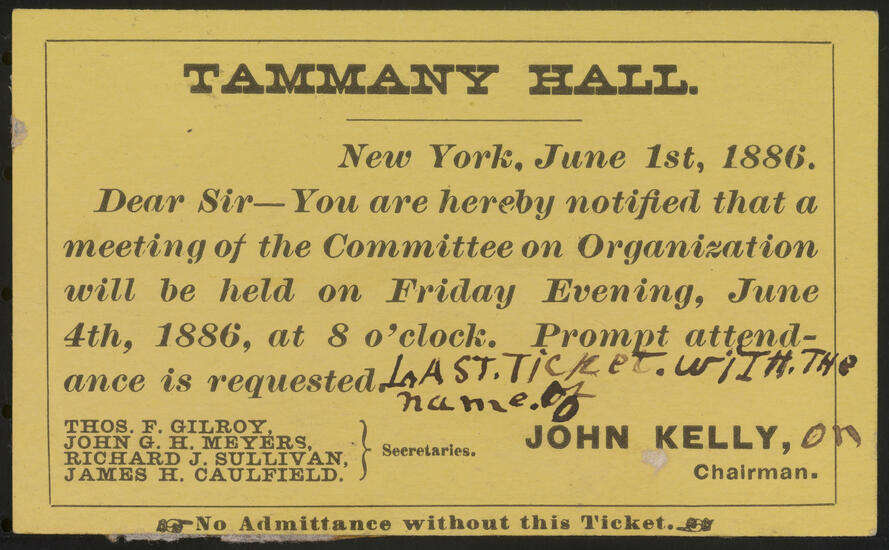 TAMMANY HALL.
New York, June 1st, 1886.
Dear Sir—You are hereby notified that a
meeting of the Committee on Organization
will be held on Friday Evening, June
4th, 1886, at 8 o'clock. Prompt attend-
ance is requested. LAST. TICKET. WITH. THE
name. of
THOS. F. GILROY,
JOHN G. H. MEYERS,
RICHARD J. SULLIVAN,
JAMES H. CAULFIELD.
Secretaries.
JOHN KELLY, on
Chairman.
No Admittance without this Ticket.